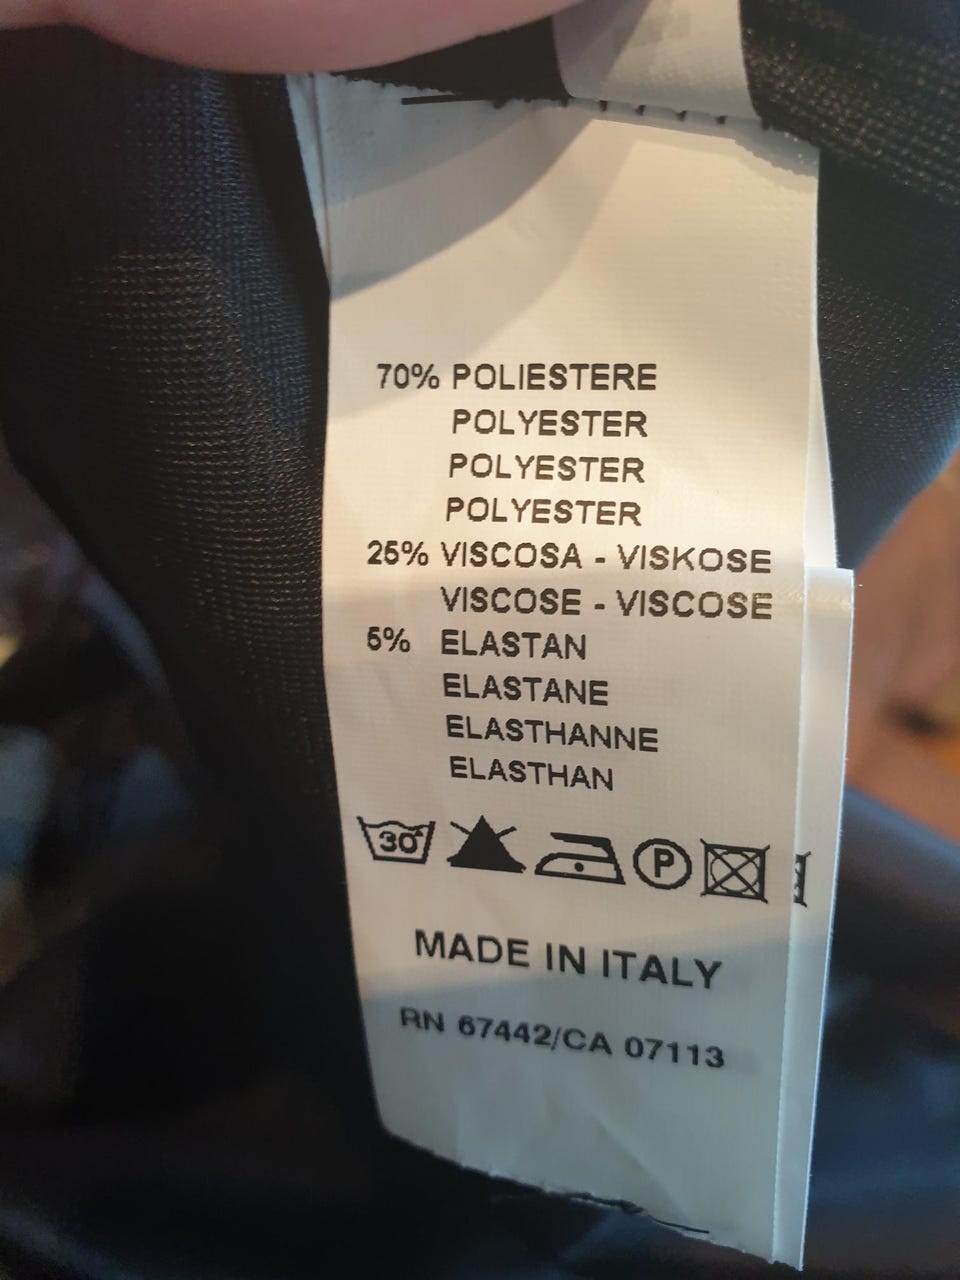 70% POLIESTERE
POLYESTER
POLYESTER
POLYESTER
25% VISCOSA - VISKOSE
VISCOSE - VISCOSE
5% ELASTAN
ELASTANE
ELASTHANNE
ELASTHAN
30° P
MADE IN ITALY
RN 67442/CA 07113